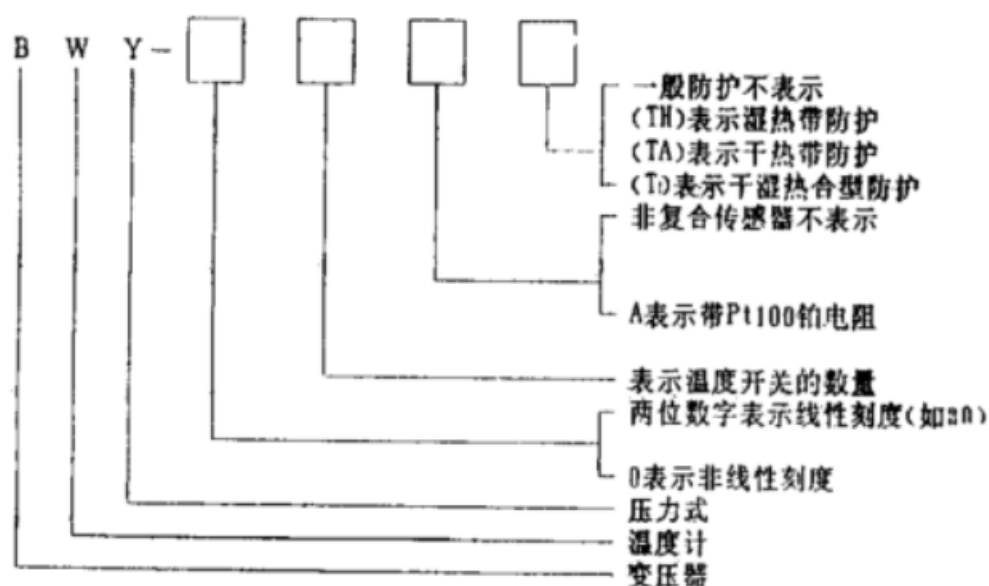 B W Y-
一般防护不表示
(TH)表示湿热带防护
(TA)表示干热带防护
表示干湿热合型防护
非复合传感器不表示
A表示带Pt100铂电阻
表示温度开关的数量
两位数字表示线性刻度(如80)
0表示非线性刻度
压力式
温度计
变压器